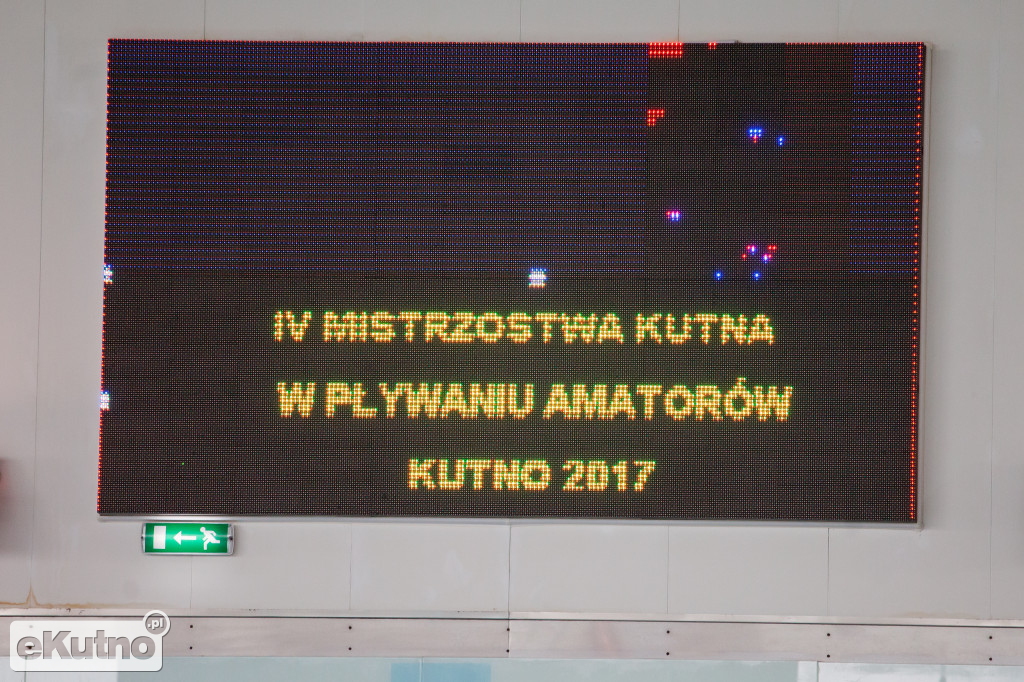 IV MISTRZOSTWA KUTNA
W PŁYWANIU AMATORÓW
KUTNO 2017
eKutno.pl